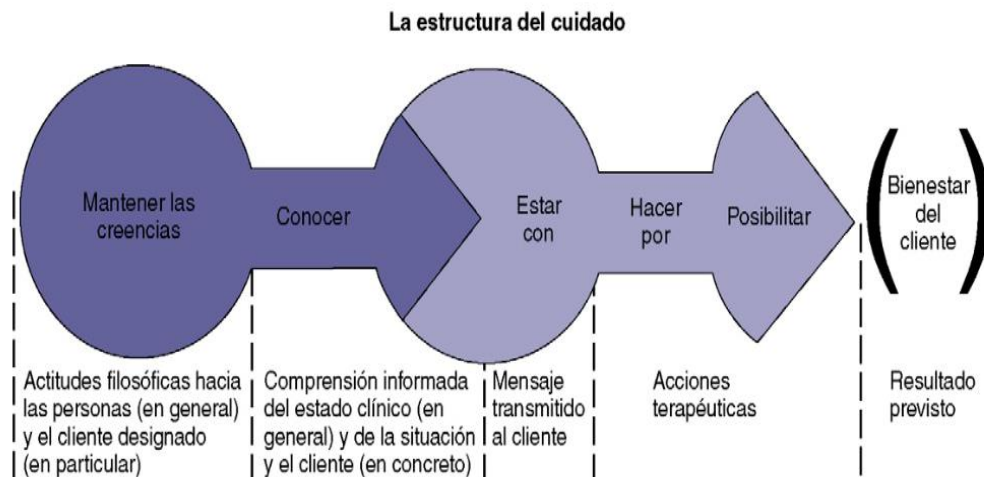 La estructura del cuidado
Mantener las
creencias
Conocer
Estar
con
Hacer
por
Posibilitar
Bienestar
del
cliente
Actitudes filosóficas hacia
las personas (en general)
y el cliente designado
(en particular)
Comprensión informada
del estado clínico (en
general) y de la situación
y el cliente (en concreto)
Mensaje
transmitido
al cliente
Acciones
terapéuticas
Resultado
previsto